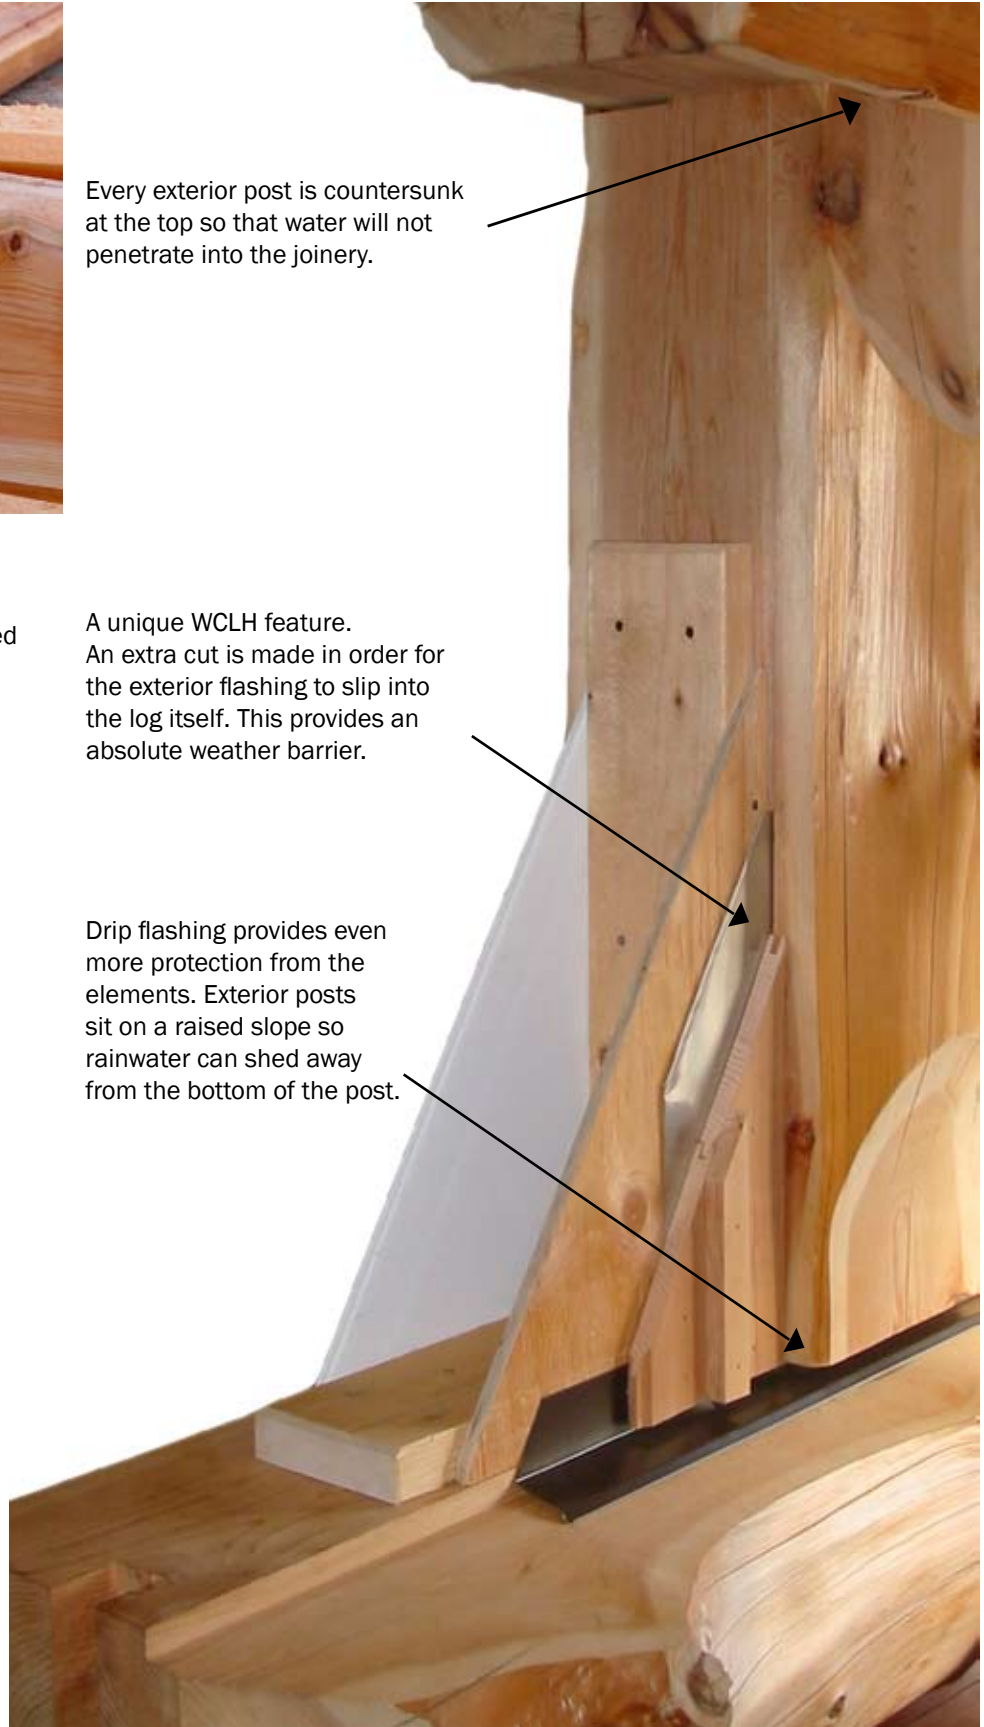 Every exterior post is countersunk
at the top so that water will not
penetrate into the joinery.
ed
A unique WCLH feature.
An extra cut is made in order for
the exterior flashing to slip into
the log itself. This provides an
absolute weather barrier.
Drip flashing provides even
more protection from the
elements. Exterior posts
sit on a raised slope so
rainwater can shed away
from the bottom of the post.